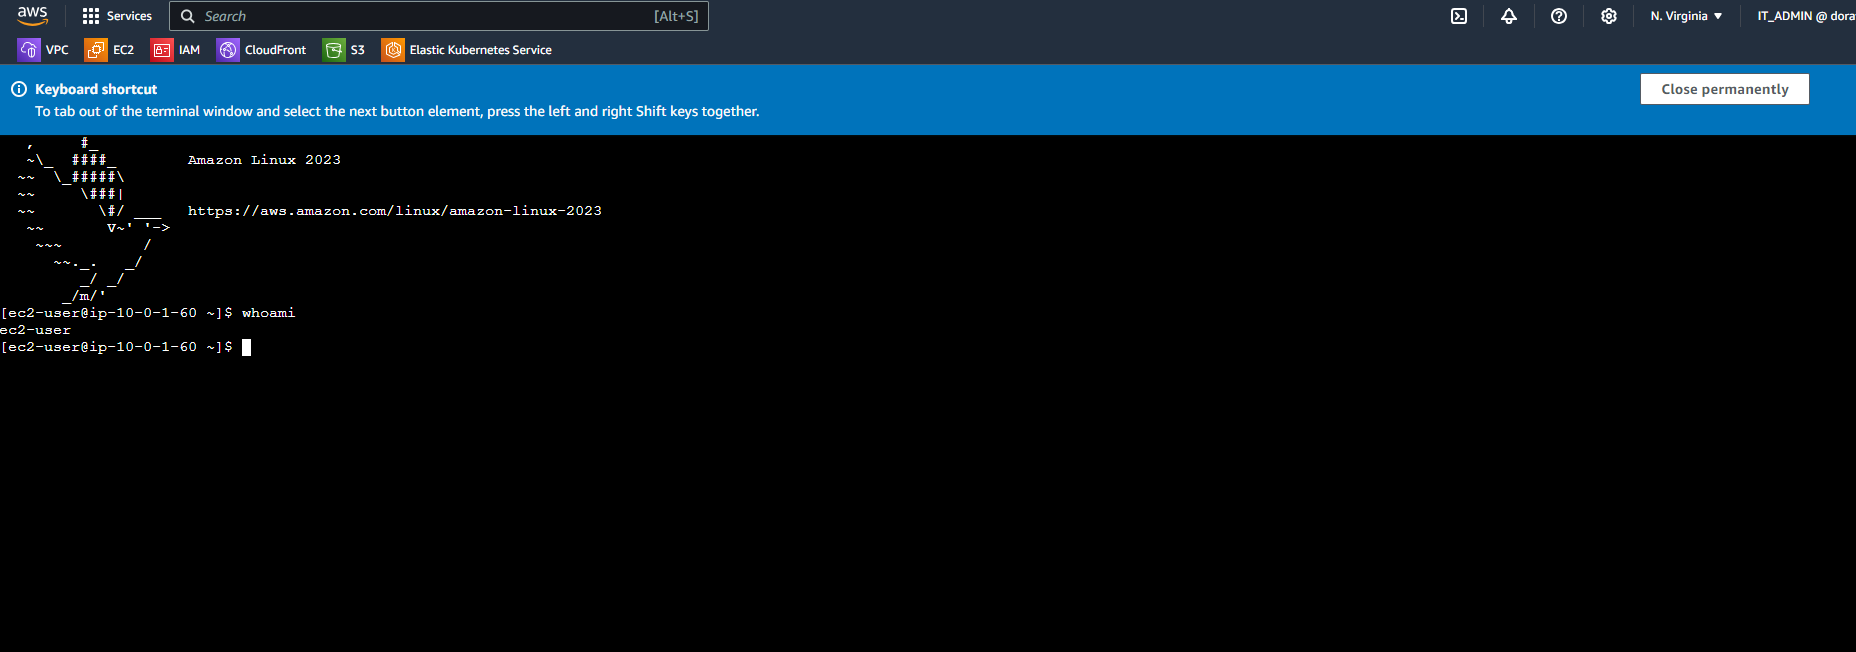 aws Services Search [Alt+S] N. Virginia ▼ IT_ADMIN @ dora
VPC EC2 IAM CloudFront S3 Elastic Kubernetes Service
Keyboard shortcut
To tab out of the terminal window and select the next button element, press the left and right Shift keys together.
Close permanently
   ,     #_
   ~\_  ####_        Amazon Linux 2023
  ~~  \_#####\
  ~~     \###|
  ~~       \#/ ___   https://aws.amazon.com/linux/amazon-linux-2023
   ~~       V~' '->
    ~~~         /
      ~~._.   _/
         _/ _/
       _/m/'
[ec2-user@ip-10-0-1-60 ~]$ whoami
ec2-user
[ec2-user@ip-10-0-1-60 ~]$